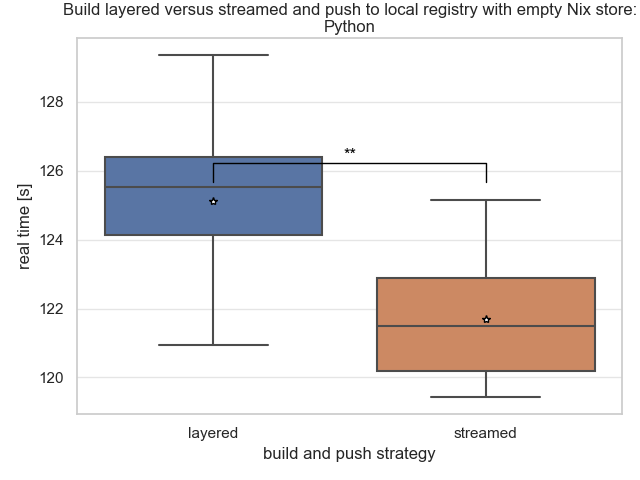 Build layered versus streamed and push to local registry with empty Nix store:
Python
**
128
126
124
122
120
real time [s]
layered
streamed
build and push strategy